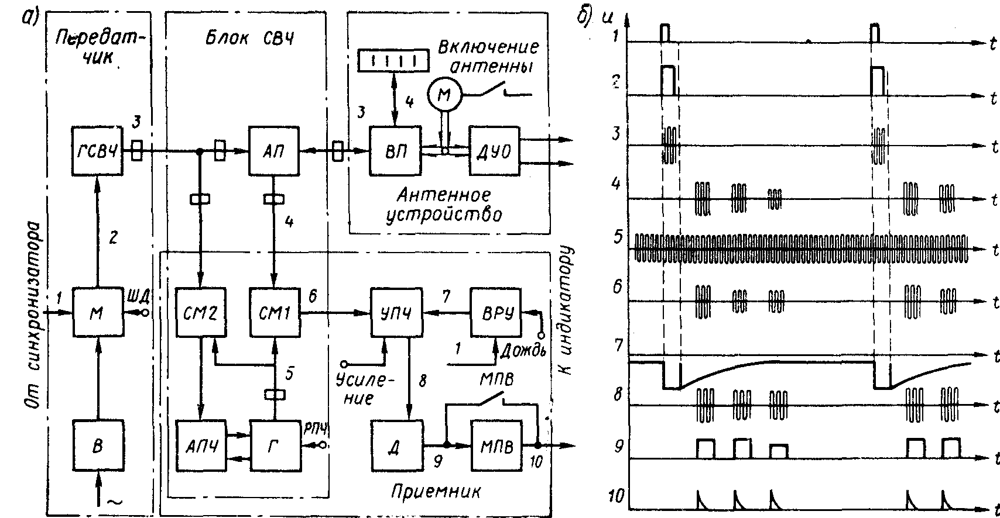 а)
Передат-
чик
Блок СВЧ
Включение
антенны
М
3
4
3
ГСВЧ
АП
ВП
ДУО
Антенное
устройство
2
4
От синхронизатора
1
М
ШД
СМ2
СМ1
6
УПЧ
7
ВРУ
К индикатору
1
Дождь
Усиле-
ние
5
8
МПВ
В
АПЧ
Г
РПЧ
Д
9
МПВ
10
~
Приемник
б) u
1
t
2
t
3
t
4
t
5
t
6
t
7
t
8
t
9
t
10
t